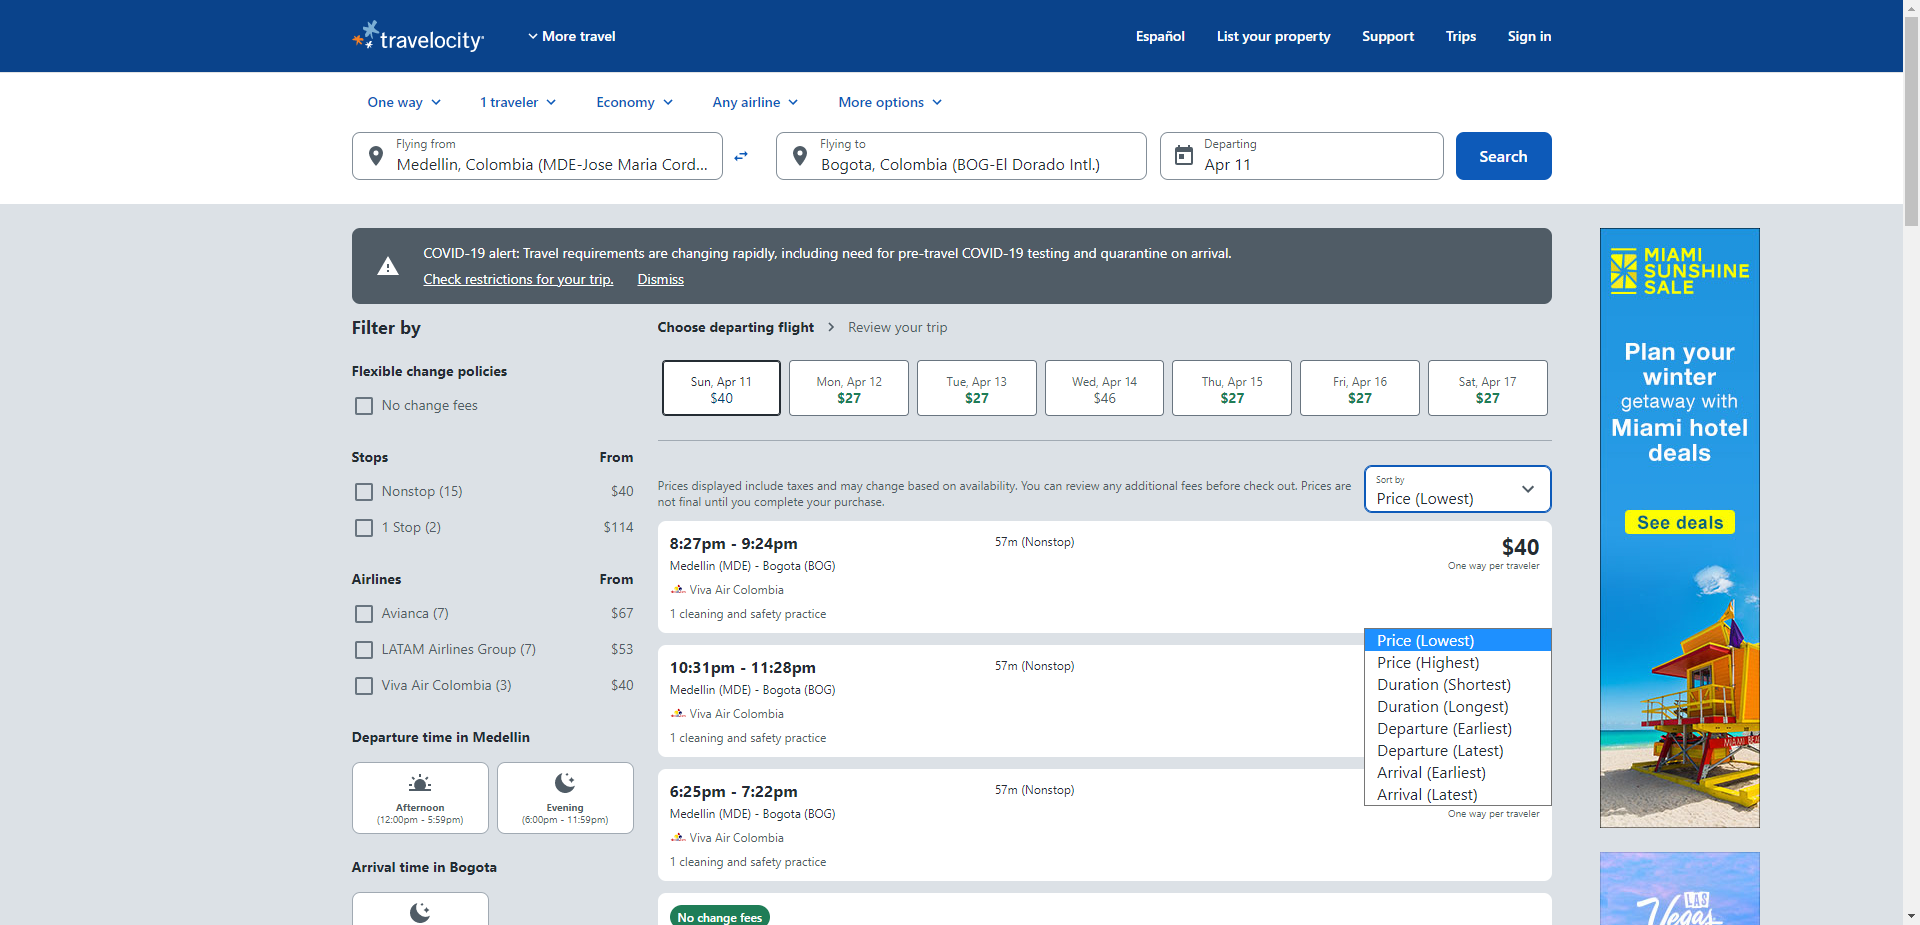 travelocity
More travel
Español
List your property
Support
Trips
Sign in
One way
1 traveler
Economy
Any airline
More options
Flying from
Medellin, Colombia (MDE-Jose Maria Cord...
Flying to
Bogota, Colombia (BOG-El Dorado Intl.)
Departing
Apr 11
Search
COVID-19 alert: Travel requirements are changing rapidly, including need for pre-travel COVID-19 testing and quarantine on arrival.
Check restrictions for your trip.
Dismiss
Filter by
Flexible change policies
No change fees
Stops
From
Nonstop (15)
$40
1 Stop (2)
$114
Airlines
From
Avianca (7)
$67
LATAM Airlines Group (7)
$53
Viva Air Colombia (3)
$40
Departure time in Medellin
Afternoon
(12:00pm - 5:59pm)
Evening
(6:00pm - 11:59pm)
Arrival time in Bogota
Choose departing flight
Review your trip
Sun, Apr 11
$40
Mon, Apr 12
$27
Tue, Apr 13
$27
Wed, Apr 14
$46
Thu, Apr 15
$27
Fri, Apr 16
$27
Sat, Apr 17
$27
Prices displayed include taxes and may change based on availability. You can review any additional fees before check out. Prices are
not final until you complete your purchase.
Sort by
Price (Lowest)
8:27pm - 9:24pm
57m (Nonstop)
$40
Medellin (MDE) - Bogota (BOG)
One way per traveler
Viva Air Colombia
1 cleaning and safety practice
10:31pm - 11:28pm
57m (Nonstop)
Medellin (MDE) - Bogota (BOG)
Viva Air Colombia
1 cleaning and safety practice
6:25pm - 7:22pm
57m (Nonstop)
Medellin (MDE) - Bogota (BOG)
One way per traveler
Viva Air Colombia
1 cleaning and safety practice
No change fees
Price (Lowest)
Price (Highest)
Duration (Shortest)
Duration (Longest)
Departure (Earliest)
Departure (Latest)
Arrival (Earliest)
Arrival (Latest)
MIAMI
SUNSHINE
SALE
Plan your
winter
getaway with
Miami hotel
deals
See deals
LAS
Vegas